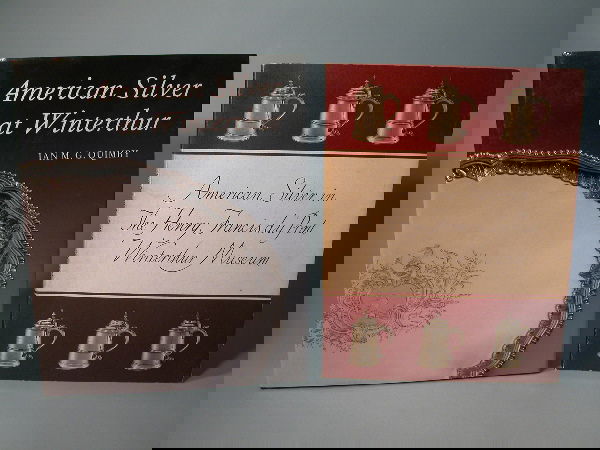 American Silver
at Winterthur
IAN M. G. QUIMBY
American Silver in
The Henry Francis du Pont
Winterthur Museum